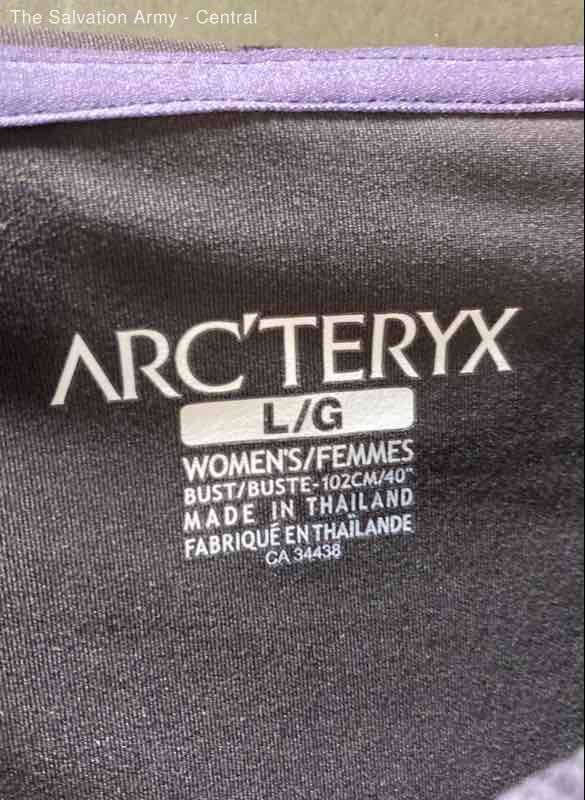 The Salvation Army - Central
ARC'TERYX
L/G
WOMEN'S/FEMMES
BUST/BUSTE-102CM/40"
MADE IN THAILAND
FABRIQUÉ EN THAÏLANDE
CA 34438